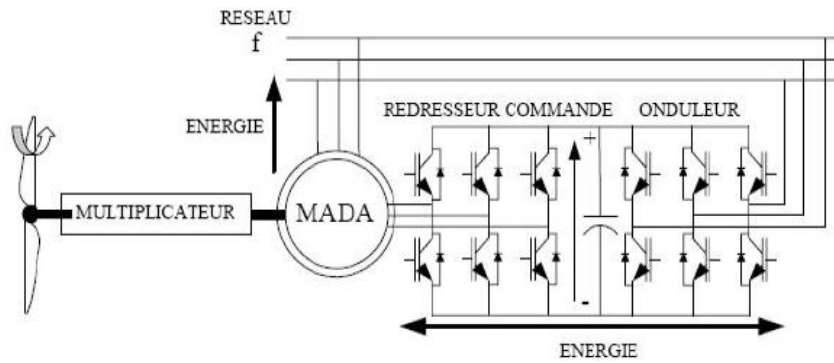 RESEAU
f
REDRESSEUR COMMANDE ONDULEUR
ENERGIE
+
MULTIPLICATEUR
MADA
-
ENERGIE